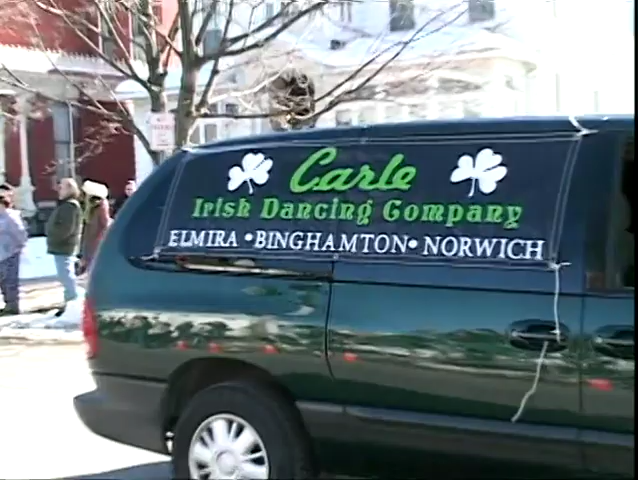 Carle
Irish Dancing Company
ELMIRA • BINGHAMTON • NORWICH